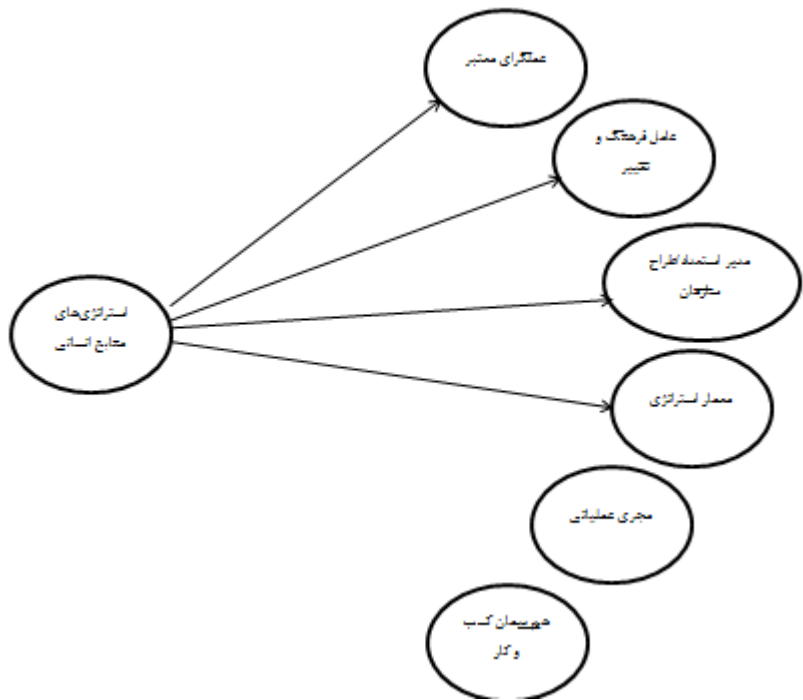 عملگرای معتبر
عامل فرهنگ و
تغییر
مدیر استعداد/طراح
سازمان
استراتژی‌های
منابع انسانی
معمار استراتژی
مجری عملیاتی
هم‌پیمان کسب
و کار